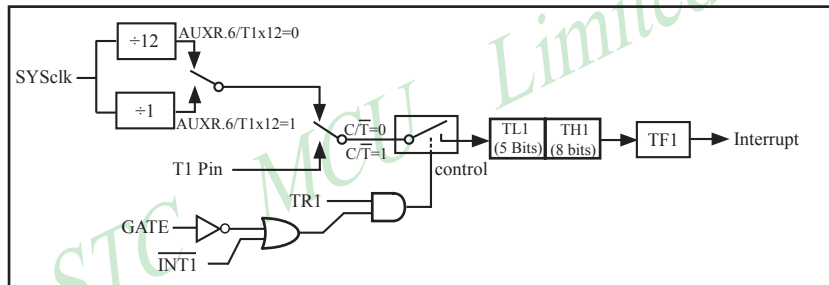 ÷12
AUXR.6/T1x12=0
SYSclk
÷1
AUXR.6/T1x12=1
C/T̅=0
C/T̅=1
T1 Pin
control
TL1
(5 Bits)
TH1
(8 bits)
TF1
Interrupt
TR1
GATE
I̅N̅T̅1̅
STC MCU Limited